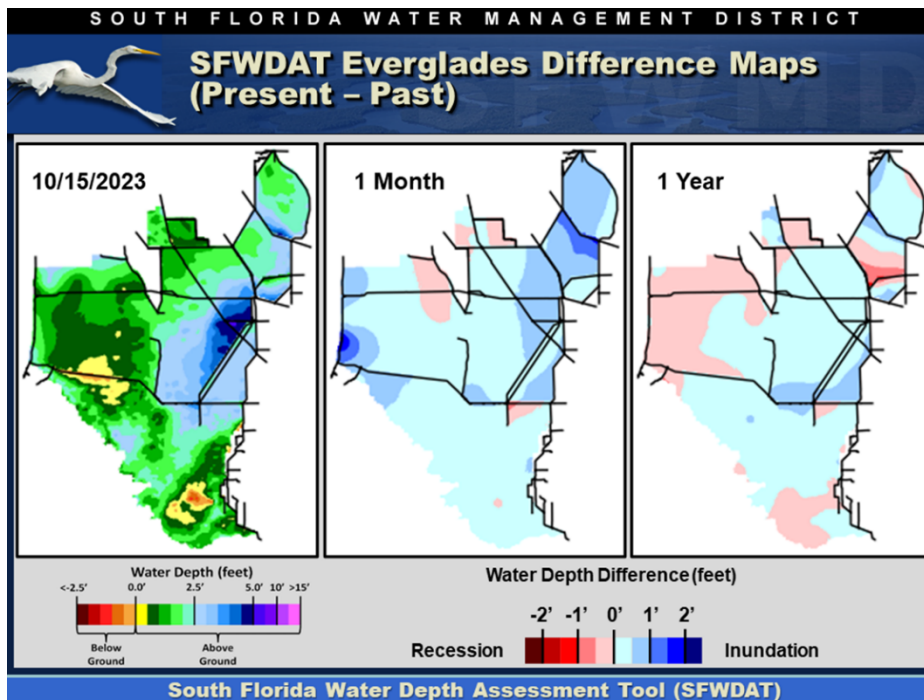 SOUTH FLORIDA WATER MANAGEMENT DISTRICT
SFWDAT Everglades Difference Maps
(Present – Past)
SFWMD
10/15/2023
1 Month
1 Year
Water Depth (feet)
<-2.5' 0.0' 2.5' 5.0' 10' >15'
Below
Ground
Above
Ground
Water Depth Difference (feet)
-2' -1' 0' 1' 2'
Recession
Inundation
South Florida Water Depth Assessment Tool (SFWDAT)